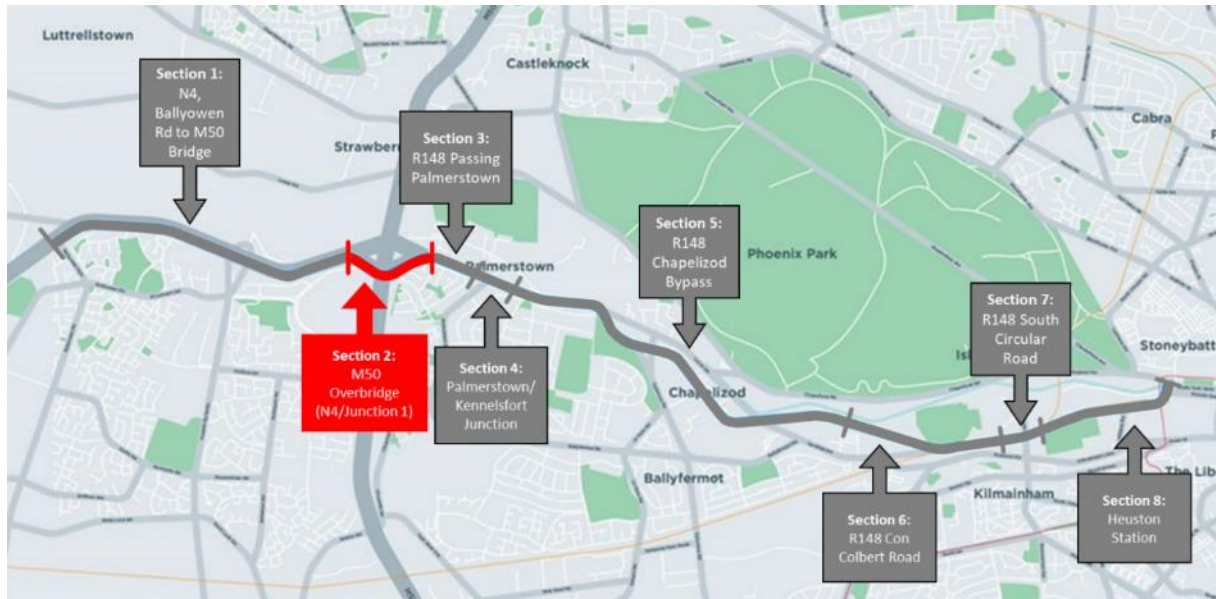 Luttrellstown
Castleknock
Section 1:
N4,
Ballyowen
Rd to M50
Bridge
Cabra
Section 3:
R148 Passing
Palmerstown
Section 5:
R148
Chapelizod
Bypass
Phoenix Park
Palmerstown
Section 7:
R148 South
Circular
Road
Stoneybatt
Section 2:
M50
Overbridge
(N4/Junction 1)
Section 4:
Palmerstown/
Kennelsfort
Junction
Chapelizod
Ballyfermot
Kilmainham
The Lib
Section 6:
R148 Con
Colbert Road
Section 8:
Heuston
Station